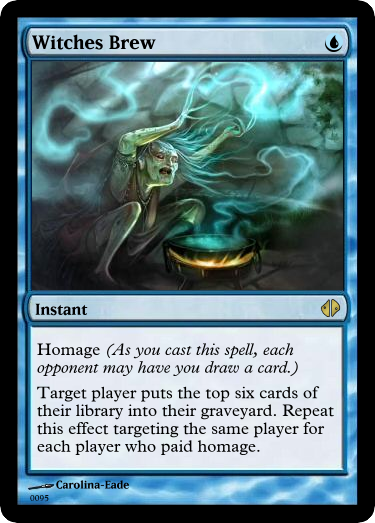 Witches Brew
Instant
Homage (As you cast this spell, each
opponent may have you draw a card.)
Target player puts the top six cards of
their library into their graveyard. Repeat
this effect targeting the same player for
each player who paid homage.
Carolina-Eade
0095